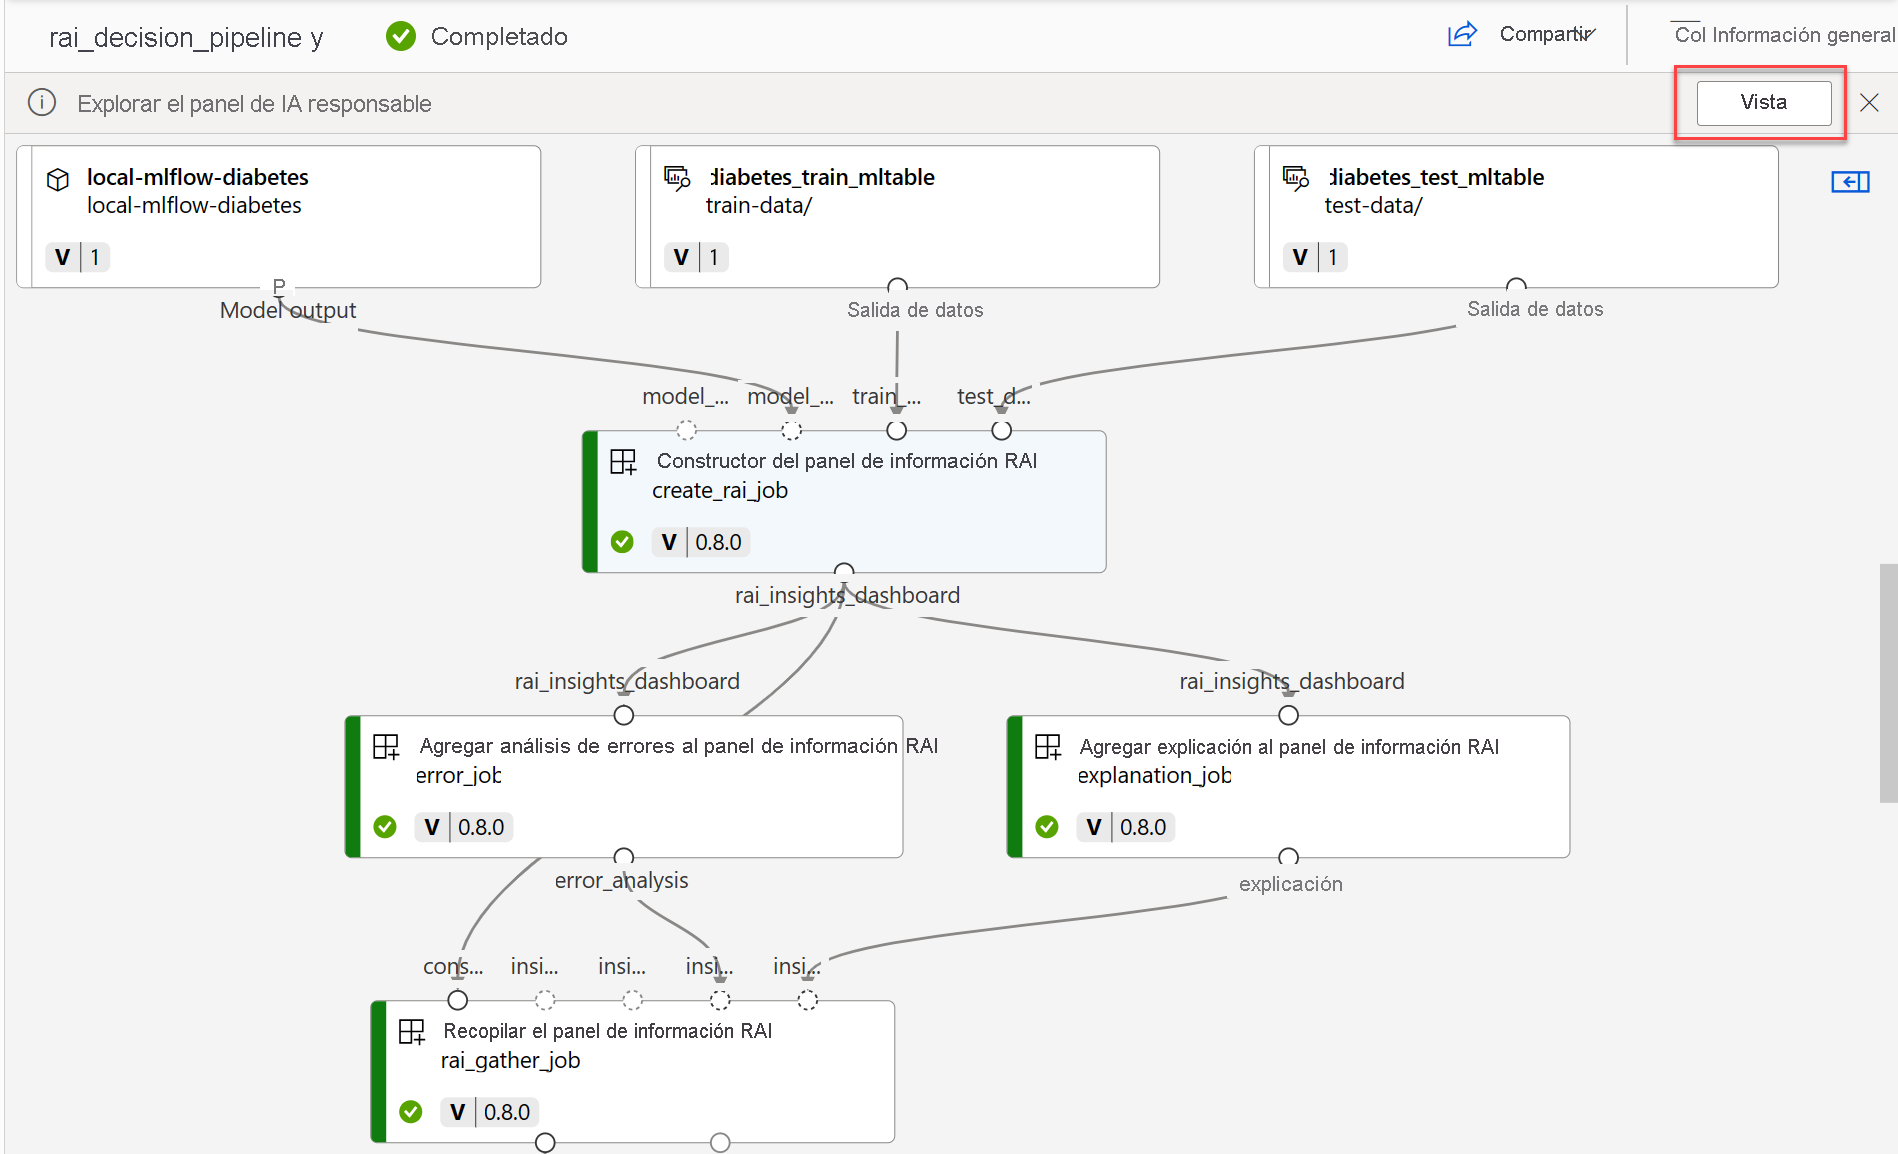 rai_decision_pipeline y
Completado
Compartir
Col Información general
Explorar el panel de IA responsable
Vista
local-mlflow-diabetes
local-mlflow-diabetes
V 1
diabetes_train_mltable
train-data/
V 1
diabetes_test_mltable
test-data/
V 1
P
Model output
Salida de datos
Salida de datos
model_...
model_...
train_...
test_d...
Constructor del panel de información RAI
create_rai_job
V 0.8.0
rai_insights_dashboard
rai_insights_dashboard
rai_insights_dashboard
Agregar análisis de errores al panel de información RAI
error_job
V 0.8.0
Agregar explicación al panel de información RAI
explanation_job
V 0.8.0
error_analysis
explicación
cons...
insi...
insi...
insi...
insi...
Recopilar el panel de información RAI
rai_gather_job
V 0.8.0